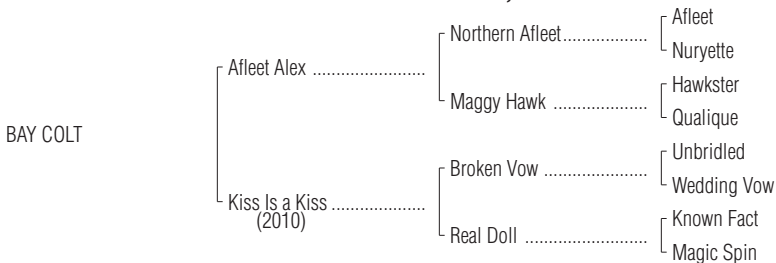 Afleet
Northern Afleet......................
Nuryette
Afleet Alex ........................
Hawkster
Maggy Hawk ....................
Qualique
BAY COLT
Unbridled
Broken Vow ......................
Wedding Vow
Kiss Is a Kiss ....................
(2010)
Known Fact
Real Doll ..........................
Magic Spin